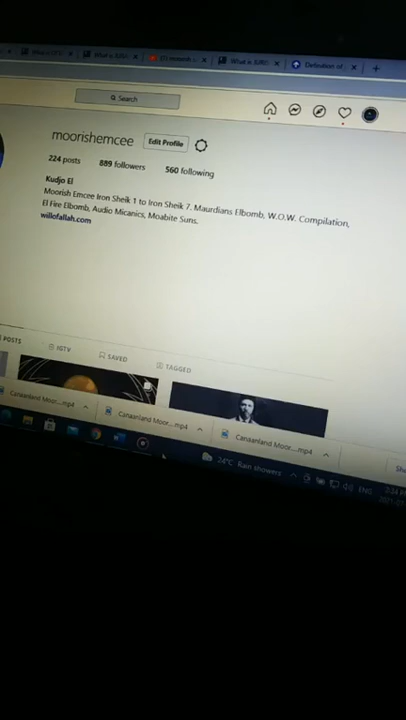 Definition of
Search
moorishemcee Edit Profile
224 posts 889 followers 560 following
Kudjo El
Moorish Emcee Iron Sheik 1 to Iron Sheik 7. Maurdians Elbomb, W.O.W. Compilation,
El Fire Elbomb, Audio Micanics, Moabite Suns.
willofallah.com
POSTS IGTV SAVED TAGGED
Canaanland Moor....mp4 Canaanland Moor....mp4 Canaanland Moor....mp4
24°C Rain showers ENG